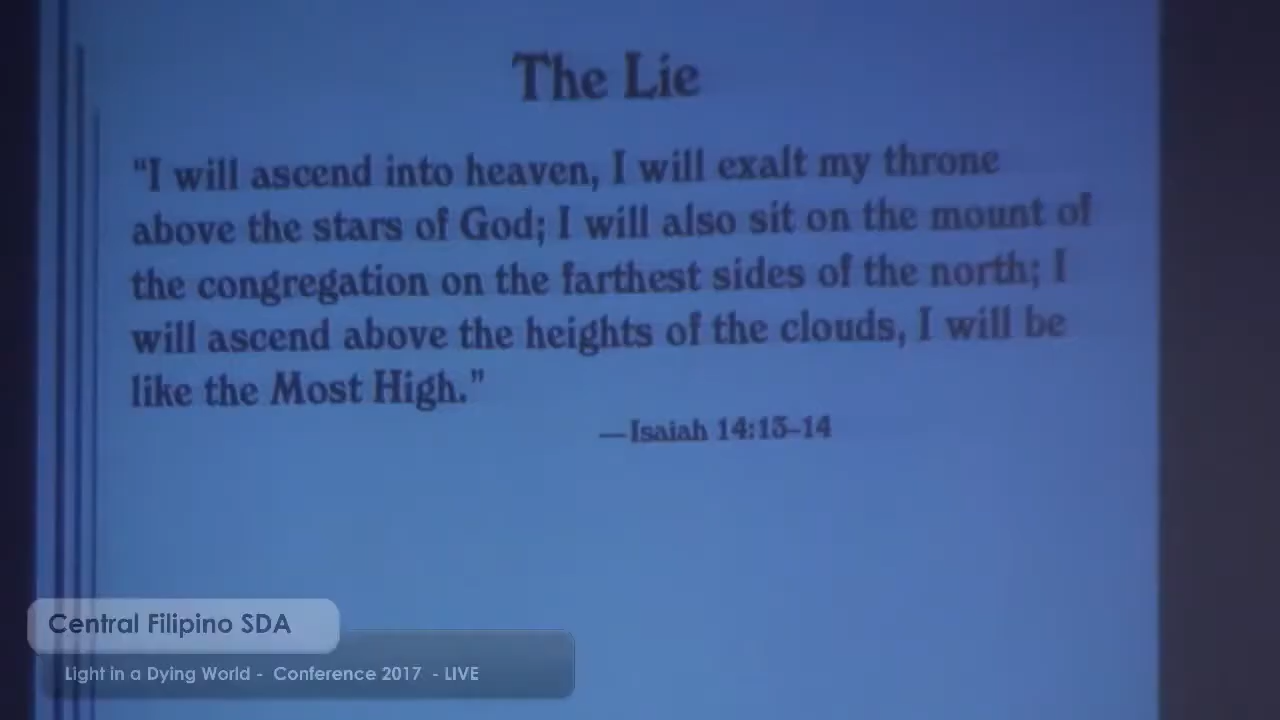 The Lie
“I will ascend into heaven, I will exalt my throne
above the stars of God; I will also sit on the mount of
the congregation on the farthest sides of the north; I
will ascend above the heights of the clouds, I will be
like the Most High.”
—Isaiah 14:13–14
Central Filipino SDA
Light in a Dying World - Conference 2017 - LIVE